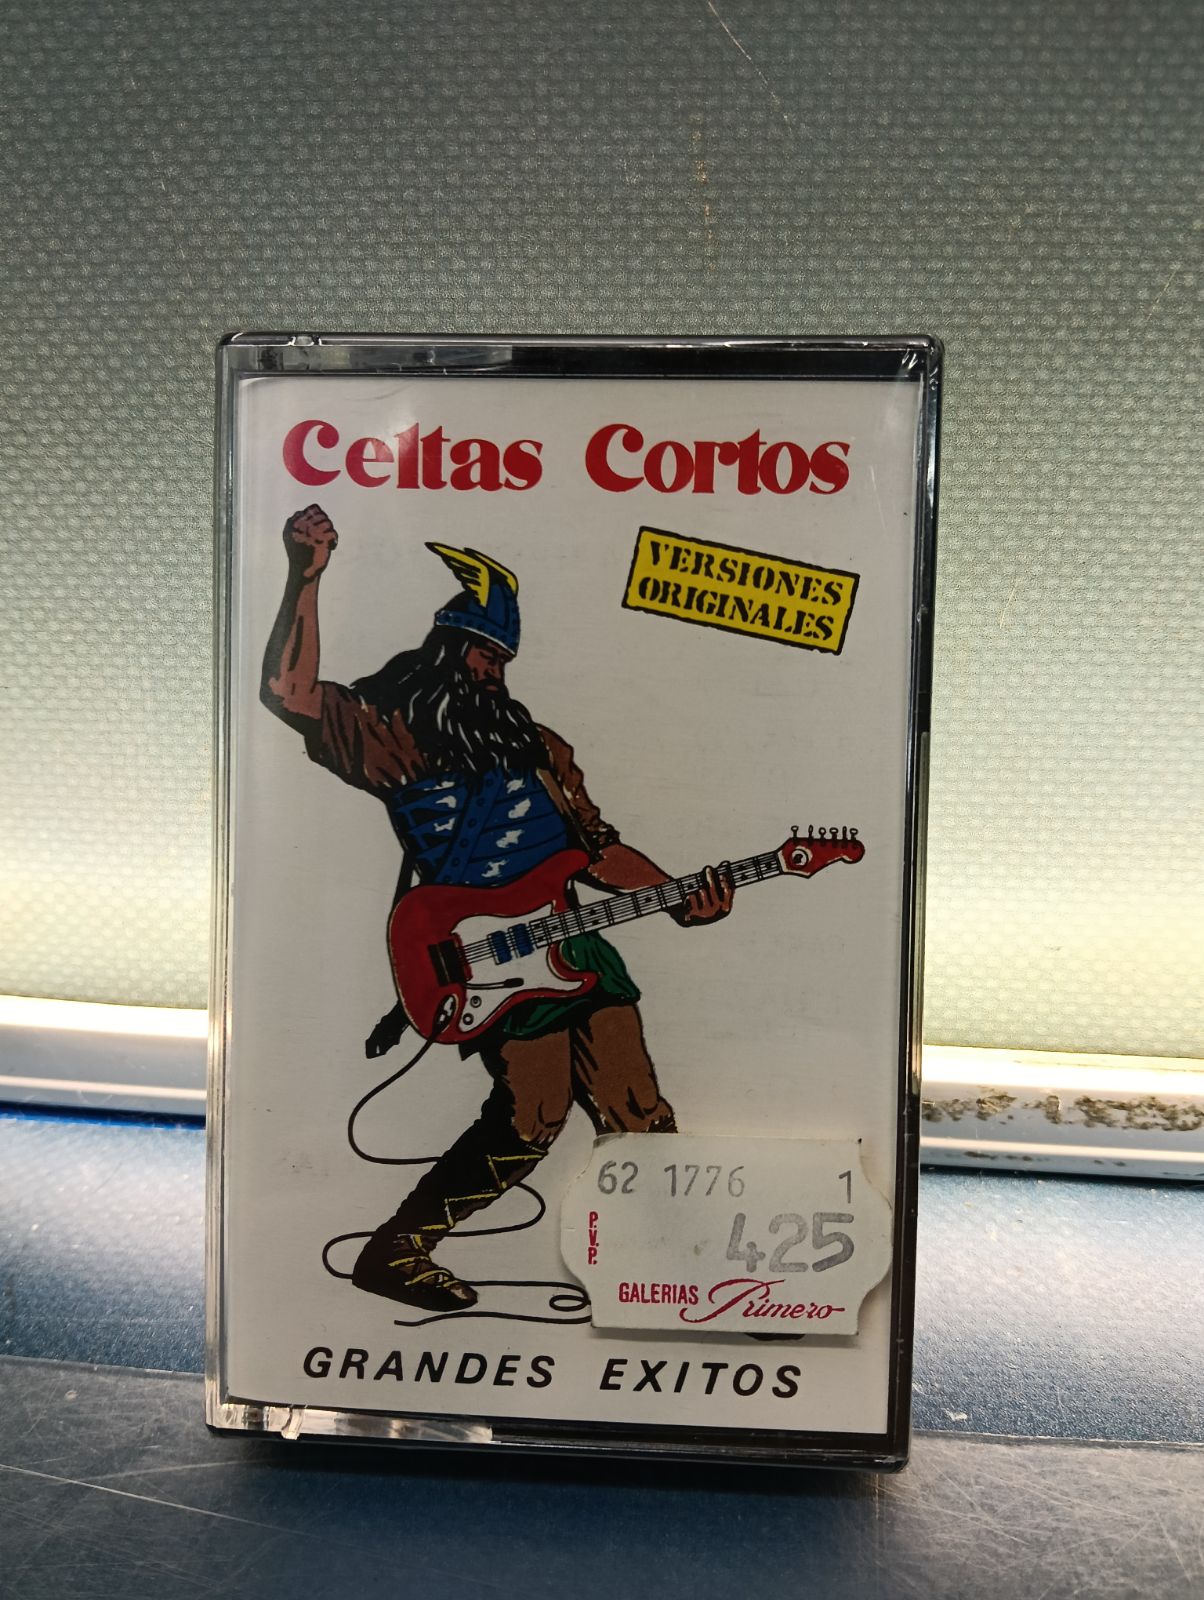 Celtas Cortos
VERSIONES
ORIGINALES
62 1776 1
P.V.P. 425
GALERIAS Primero
GRANDES EXITOS